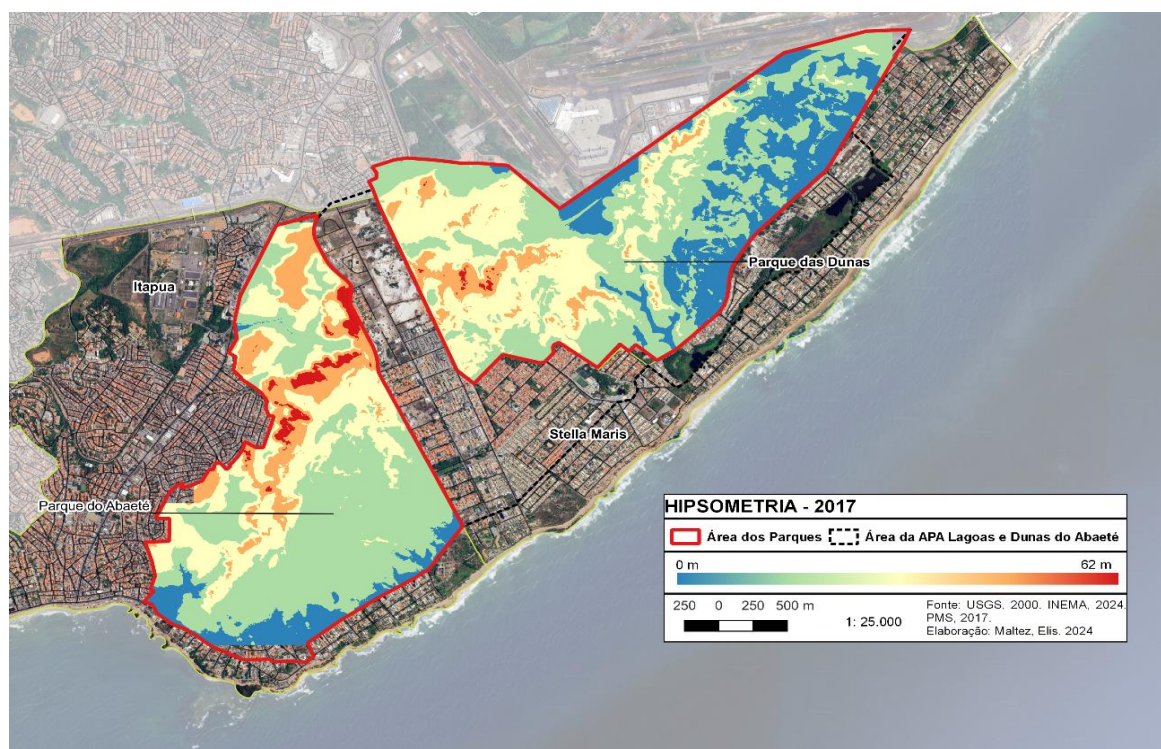 Itapua
Parque das Dunas
Stella Maris
Parque do Abaeté
HIPSOMETRIA - 2017
Área dos Parques
Área da APA Lagoas e Dunas do Abaeté
0 m
62 m
250 0 250 500 m
1: 25.000
Fonte: USGS, 2000. INEMA, 2024.
PMS, 2017.
Elaboração: Maltez, Elis. 2024